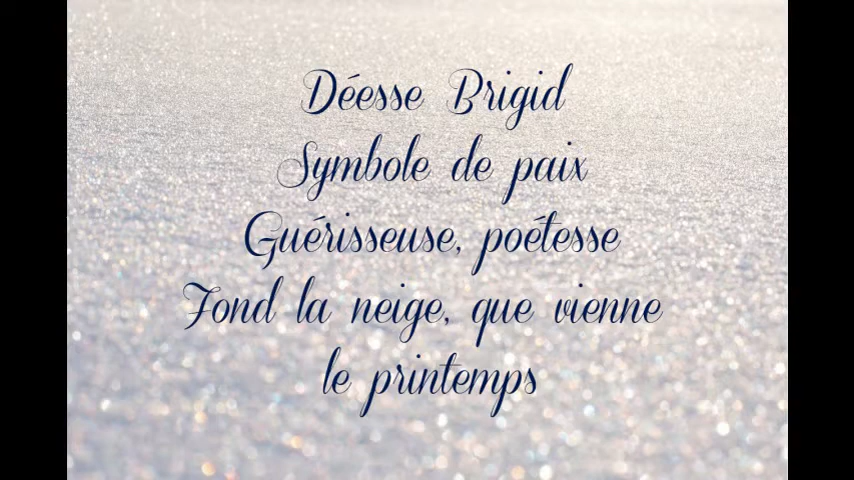 Déesse Brigid
Symbole de paix
Guérisseuse, poétesse
Fond la neige, que vienne
le printemps